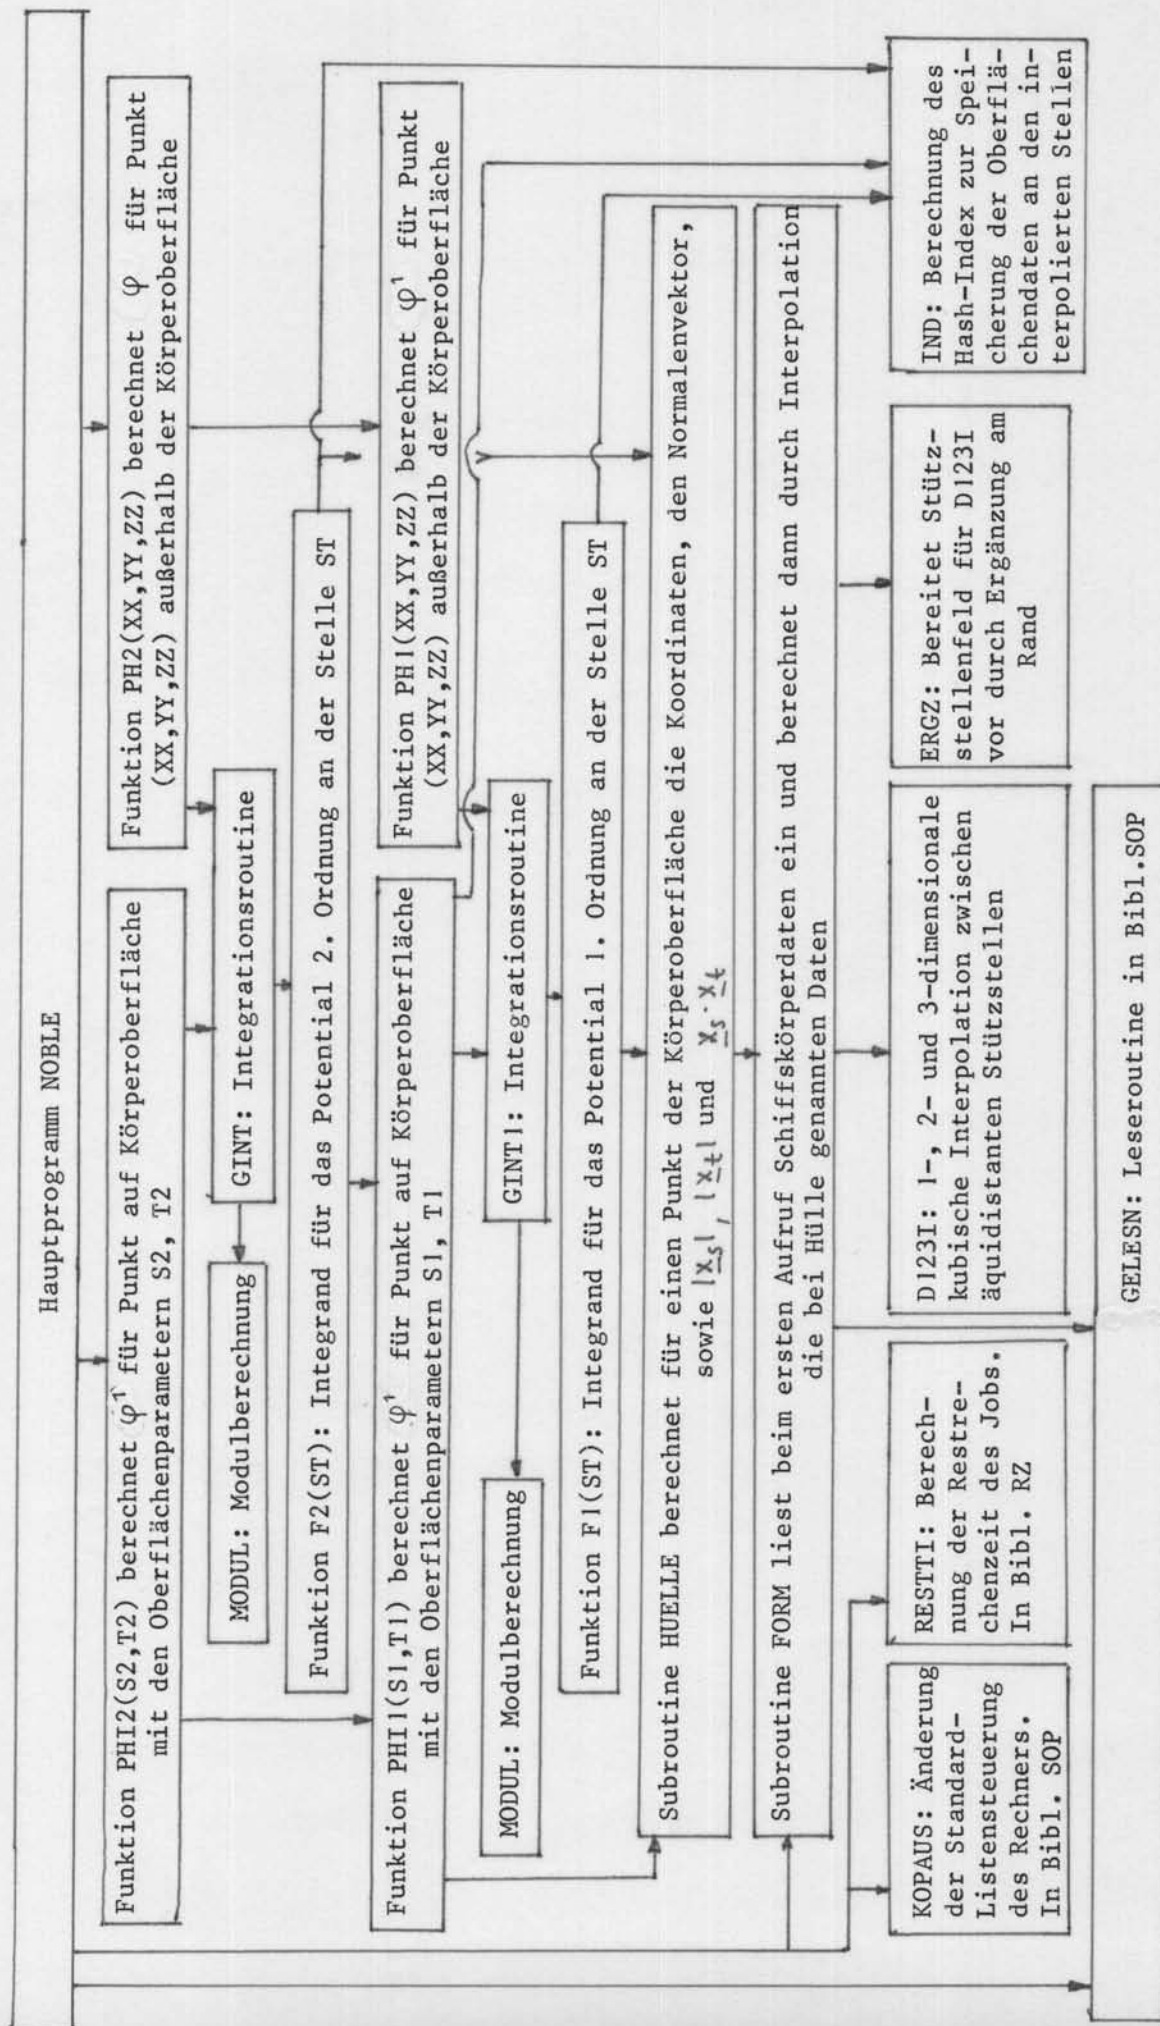 Hauptprogramm NOBLE
Funktion PHI2(S2,T2) berechnet φ¹ für Punkt auf Körperoberfläche
mit den Oberflächenparametern S2, T2
Funktion PH2(XX,YY,ZZ) berechnet φ für Punkt
(XX,YY,ZZ) außerhalb der Körperoberfläche
MODUL: Modulberechnung
GINT: Integrationsroutine
Funktion F2(ST): Integrand für das Potential 2. Ordnung an der Stelle ST
Funktion PHI1(S1,T1) berechnet φ¹ für Punkt auf Körperoberfläche
mit den Oberflächenparametern S1, T1
Funktion PH1(XX,YY,ZZ) berechnet φ¹ für Punkt
(XX,YY,ZZ) außerhalb der Körperoberfläche
MODUL: Modulberechnung
GINT1: Integrationsroutine
Funktion F1(ST): Integrand für das Potential 1. Ordnung an der Stelle ST
Subroutine HUELLE berechnet für einen Punkt der Körperoberfläche die Koordinaten, den Normalenvektor,
sowie |x̲s|, |x̲t| und x̲s·x̲t
Subroutine FORM liest beim ersten Aufruf Schiffskörperdaten ein und berechnet dann durch Interpolation
die bei Hülle genannten Daten
KOPAUS: Änderung
der Standard-
Listensteuerung
des Rechners.
In Bibl. SOP
RESTTI: Berech-
nung der Restre-
chenzeit des Jobs.
In Bibl. RZ
D123I: 1-, 2- und 3-dimensionale
kubische Interpolation zwischen
äquidistanten Stützstellen
ERGZ: Bereitet Stütz-
stellenfeld für D123I
vor durch Ergänzung am
Rand
IND: Berechnung des
Hash-Index zur Spei-
cherung der Oberflä-
chendaten an den in-
terpolierten Stellen
GELESN: Leseroutine in Bibl.SOP